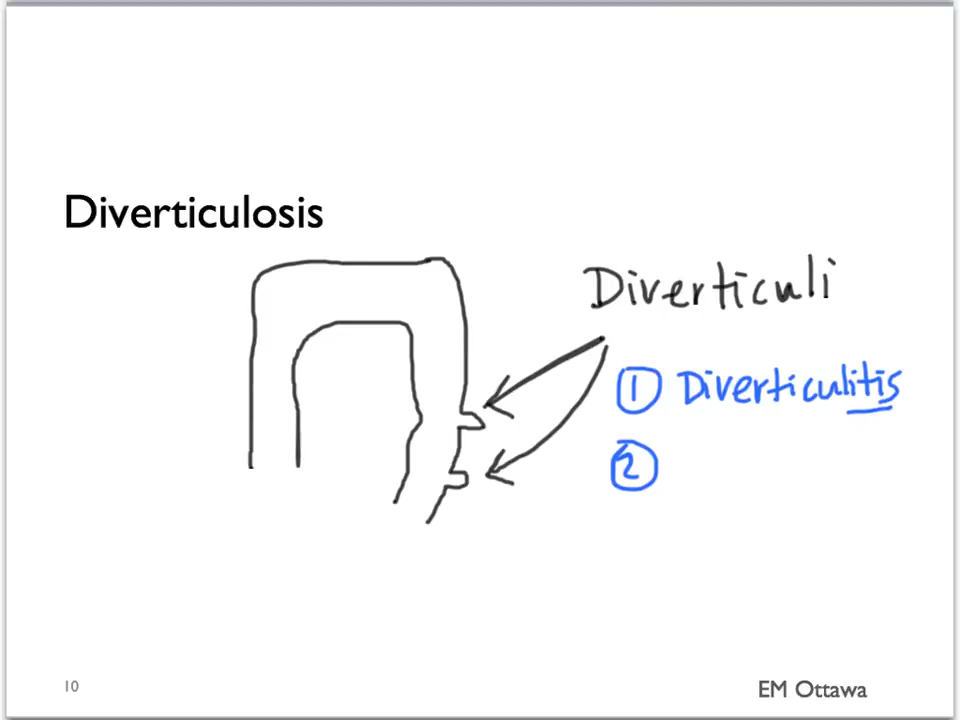 Diverticulosis
Diverticuli
① Diverticulitis
②
10
EM Ottawa